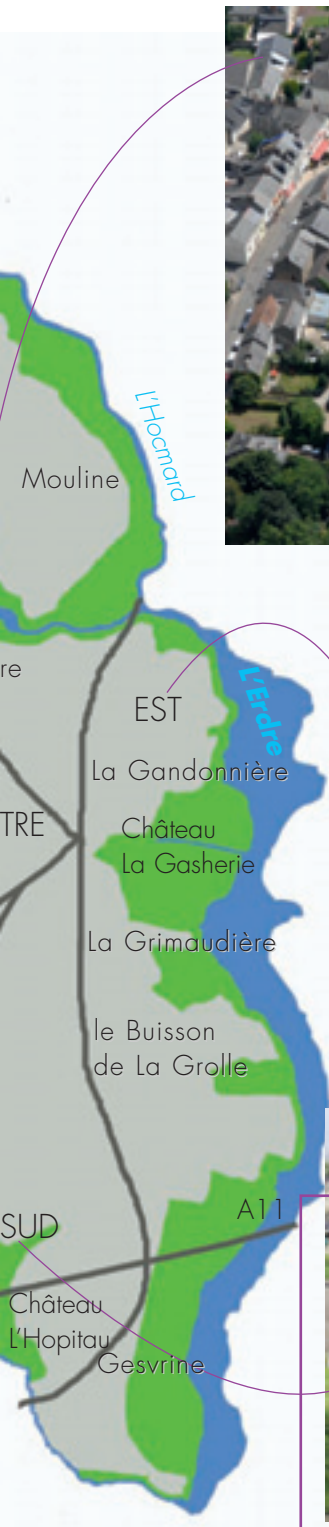 l'Hocmard
Mouline
re
EST
L'Erdre
La Gandonnière
TRE
Château
La Gasherie
La Grimaudière
le Buisson
de La Grolle
SUD
A11
Château
L'Hopitau
Gesvrine